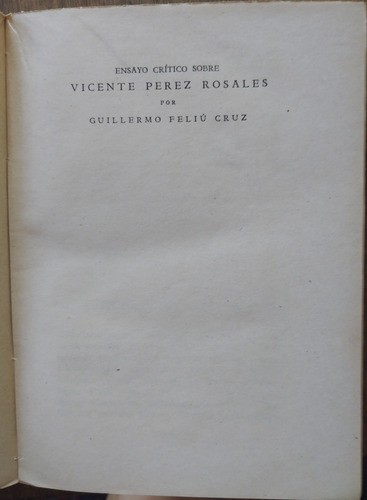 ENSAYO CRÍTICO SOBRE
VICENTE PEREZ ROSALES
POR
GUILLERMO FELIÚ CRUZ